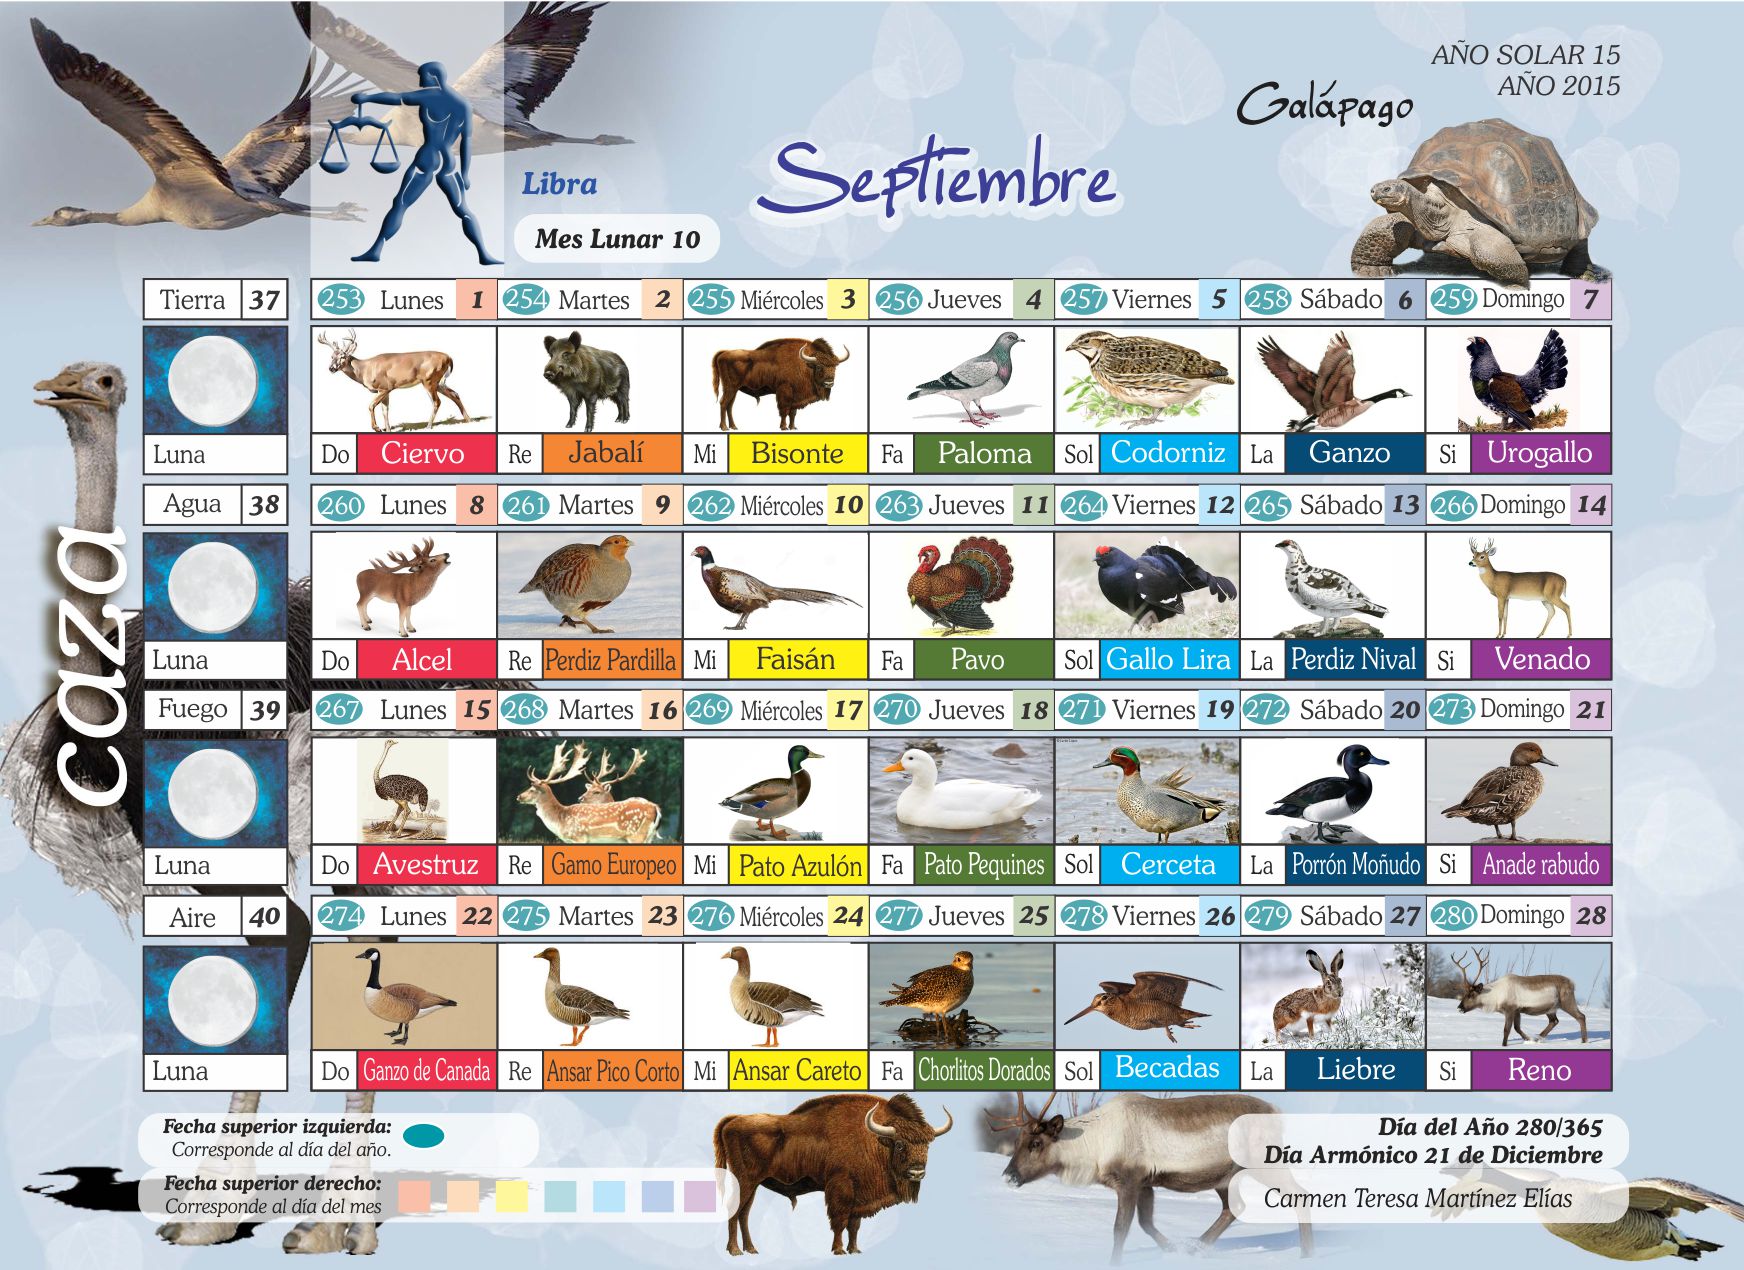 AÑO SOLAR 15
AÑO 2015
Galápago
Septiembre
Libra
Mes Lunar 10
caza
Tierra 37 253 Lunes 1 254 Martes 2 255 Miércoles 3 256 Jueves 4 257 Viernes 5 258 Sábado 6 259 Domingo 7
Luna Do Ciervo Re Jabalí Mi Bisonte Fa Paloma Sol Codorniz La Ganzo Si Urogallo
Agua 38 260 Lunes 8 261 Martes 9 262 Miércoles 10 263 Jueves 11 264 Viernes 12 265 Sábado 13 266 Domingo 14
Luna Do Alcel Re Perdiz Pardilla Mi Faisán Fa Pavo Sol Gallo Lira La Perdiz Nival Si Venado
Fuego 39 267 Lunes 15 268 Martes 16 269 Miércoles 17 270 Jueves 18 271 Viernes 19 272 Sábado 20 273 Domingo 21
Luna Do Avestruz Re Gamo Europeo Mi Pato Azulón Fa Pato Pequines Sol Cerceta La Porrón Moñudo Si Anade rabudo
Aire 40 274 Lunes 22 275 Martes 23 276 Miércoles 24 277 Jueves 25 278 Viernes 26 279 Sábado 27 280 Domingo 28
Luna Do Ganzo de Canada Re Ansar Pico Corto Mi Ansar Careto Fa Chorlitos Dorados Sol Becadas La Liebre Si Reno
Fecha superior izquierda:
Corresponde al día del año.
Fecha superior derecho:
Corresponde al día del mes
Día del Año 280/365
Día Armónico 21 de Diciembre
Carmen Teresa Martínez Elías